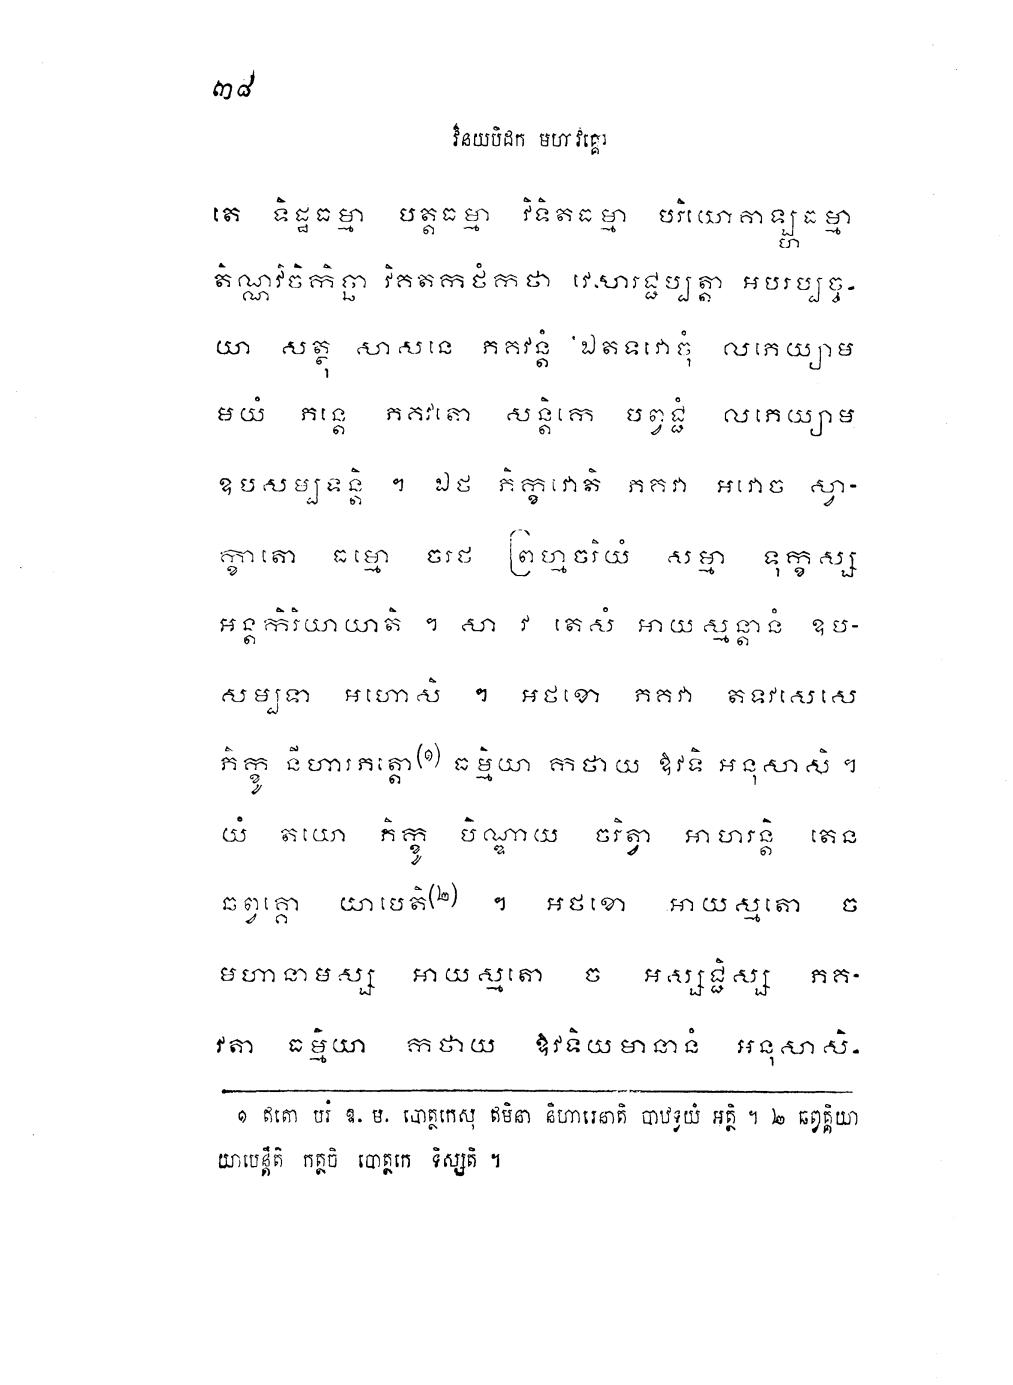 ៣៨
វិនយបិដក មហាវគ្គោ
តេ ទិដ្ឋធម្មា បត្តធម្មា វិទិតធម្មា បរិយោគាឡ្ហធម្មា
តិណ្ណវិចិកិច្ឆា វិគតកថំកថា វេសារជ្ជប្បត្តា អបរប្បច្ច-
យា សត្ថុ សាសនេ ភគវន្តំ ឯតទវោចុំ លភេយ្យាម
មយំ ភន្តេ ភគវតោ សន្តិកេ បព្វជ្ជំ លភេយ្យាម
ឧបសម្បទន្តិ ។ ឯថ ភិក្ខវោតិ ភគវា អវោច ស្វា-
ក្ខាតោ ធម្មោ ចរថ ព្រហ្មចរិយំ សម្មា ទុក្ខស្ស
អន្តកិរិយាយាតិ ។ សា វ តេសំ អាយស្មន្តានំ ឧប-
សម្បទា អហោសិ ។ អថខោ ភគវា តទវសេសេ
ភិក្ខូ នីហារភត្តោ(១) ធម្មិយា កថាយ ឱវទិ អនុសាសិ ។
យំ តយោ ភិក្ខូ បិណ្ឌាយ ចរិត្វា អាហរន្តិ តេន
ឆព្វគ្គោ យាបេតិ(២) ។ អថខោ អាយស្មតោ ច
មហានាមស្ស អាយស្មតោ ច អស្សជិស្ស ភគ-
វតា ធម្មិយា កថាយ ឱវទិយមានានំ អនុសាសិ-
១ ឥតោ បរំ ឱ. ម. បោត្ថកេសុ ឥមិនា នីហារេនាតិ បាឋទ្វយំ អត្ថិ ។ ២ ឆព្វគ្គិយា
យាបេន្តីតិ កត្ថចិ បោត្ថកេ ទិស្សតិ ។